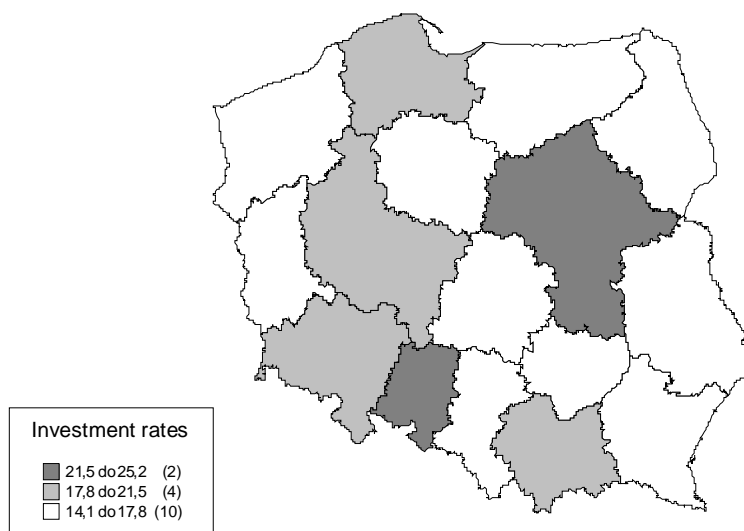 Investment rates
21,5 do 25,2 (2)
17,8 do 21,5 (4)
14,1 do 17,8 (10)